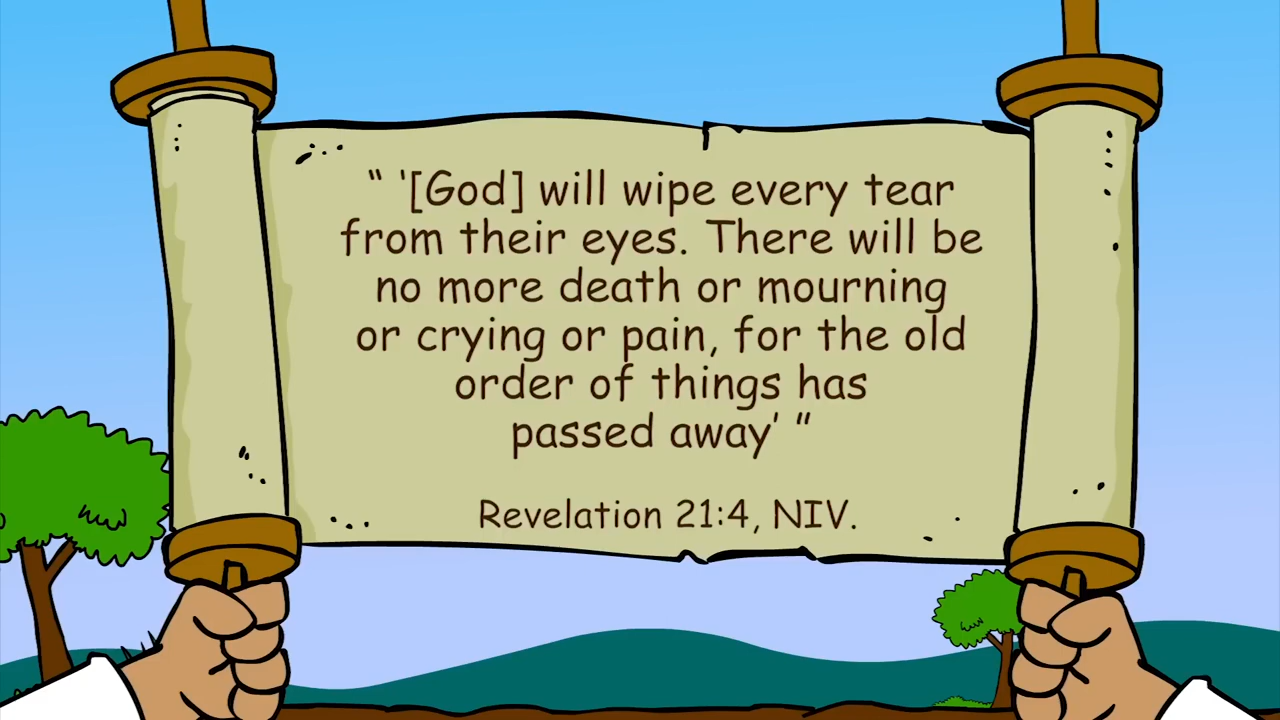 “ ‘[God] will wipe every tear
from their eyes. There will be
no more death or mourning
or crying or pain, for the old
order of things has
passed away’ ”
Revelation 21:4, NIV.